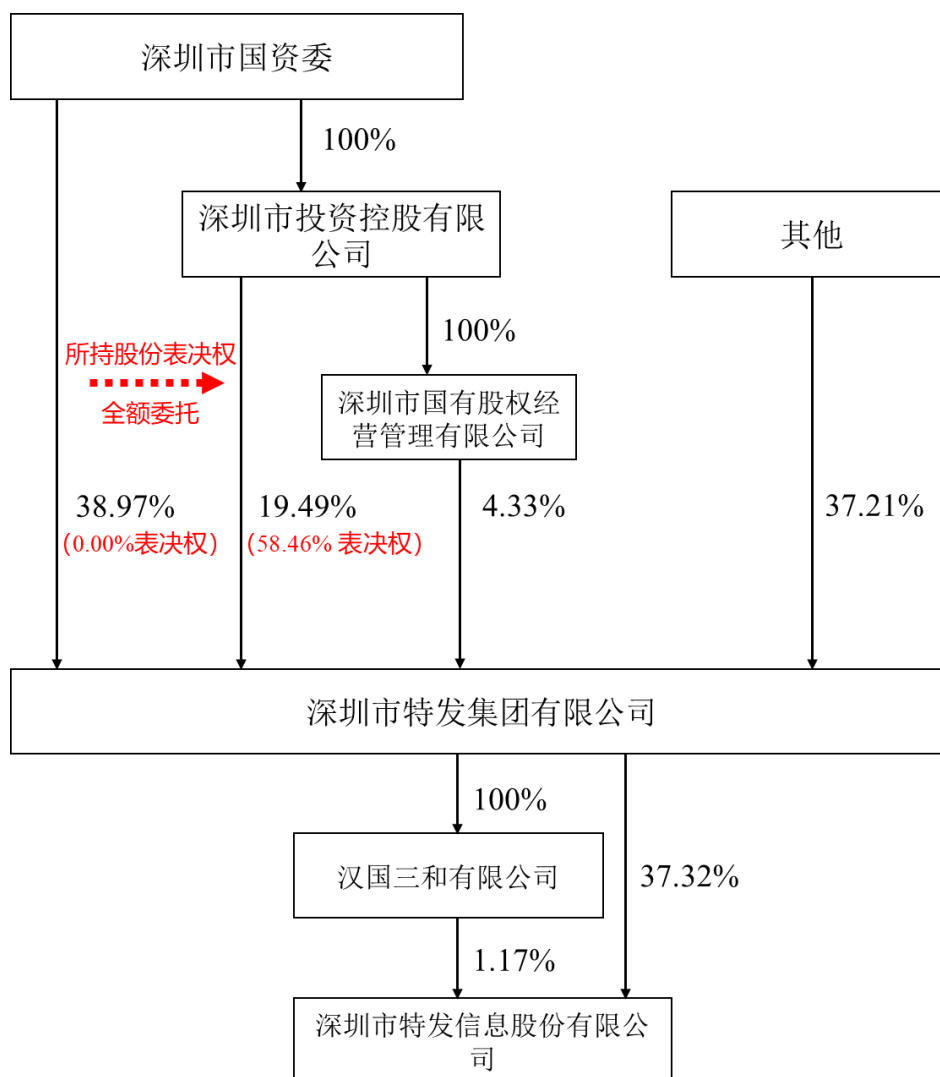 深圳市国资委
100%
深圳市投资控股有限
公司
其他
100%
所持股份表决权
全额委托
深圳市国有股权经
营管理有限公司
38.97%
（0.00%表决权）
19.49%
（58.46% 表决权）
4.33%
37.21%
深圳市特发集团有限公司
100%
汉国三和有限公司
37.32%
1.17%
深圳市特发信息股份有限公
司